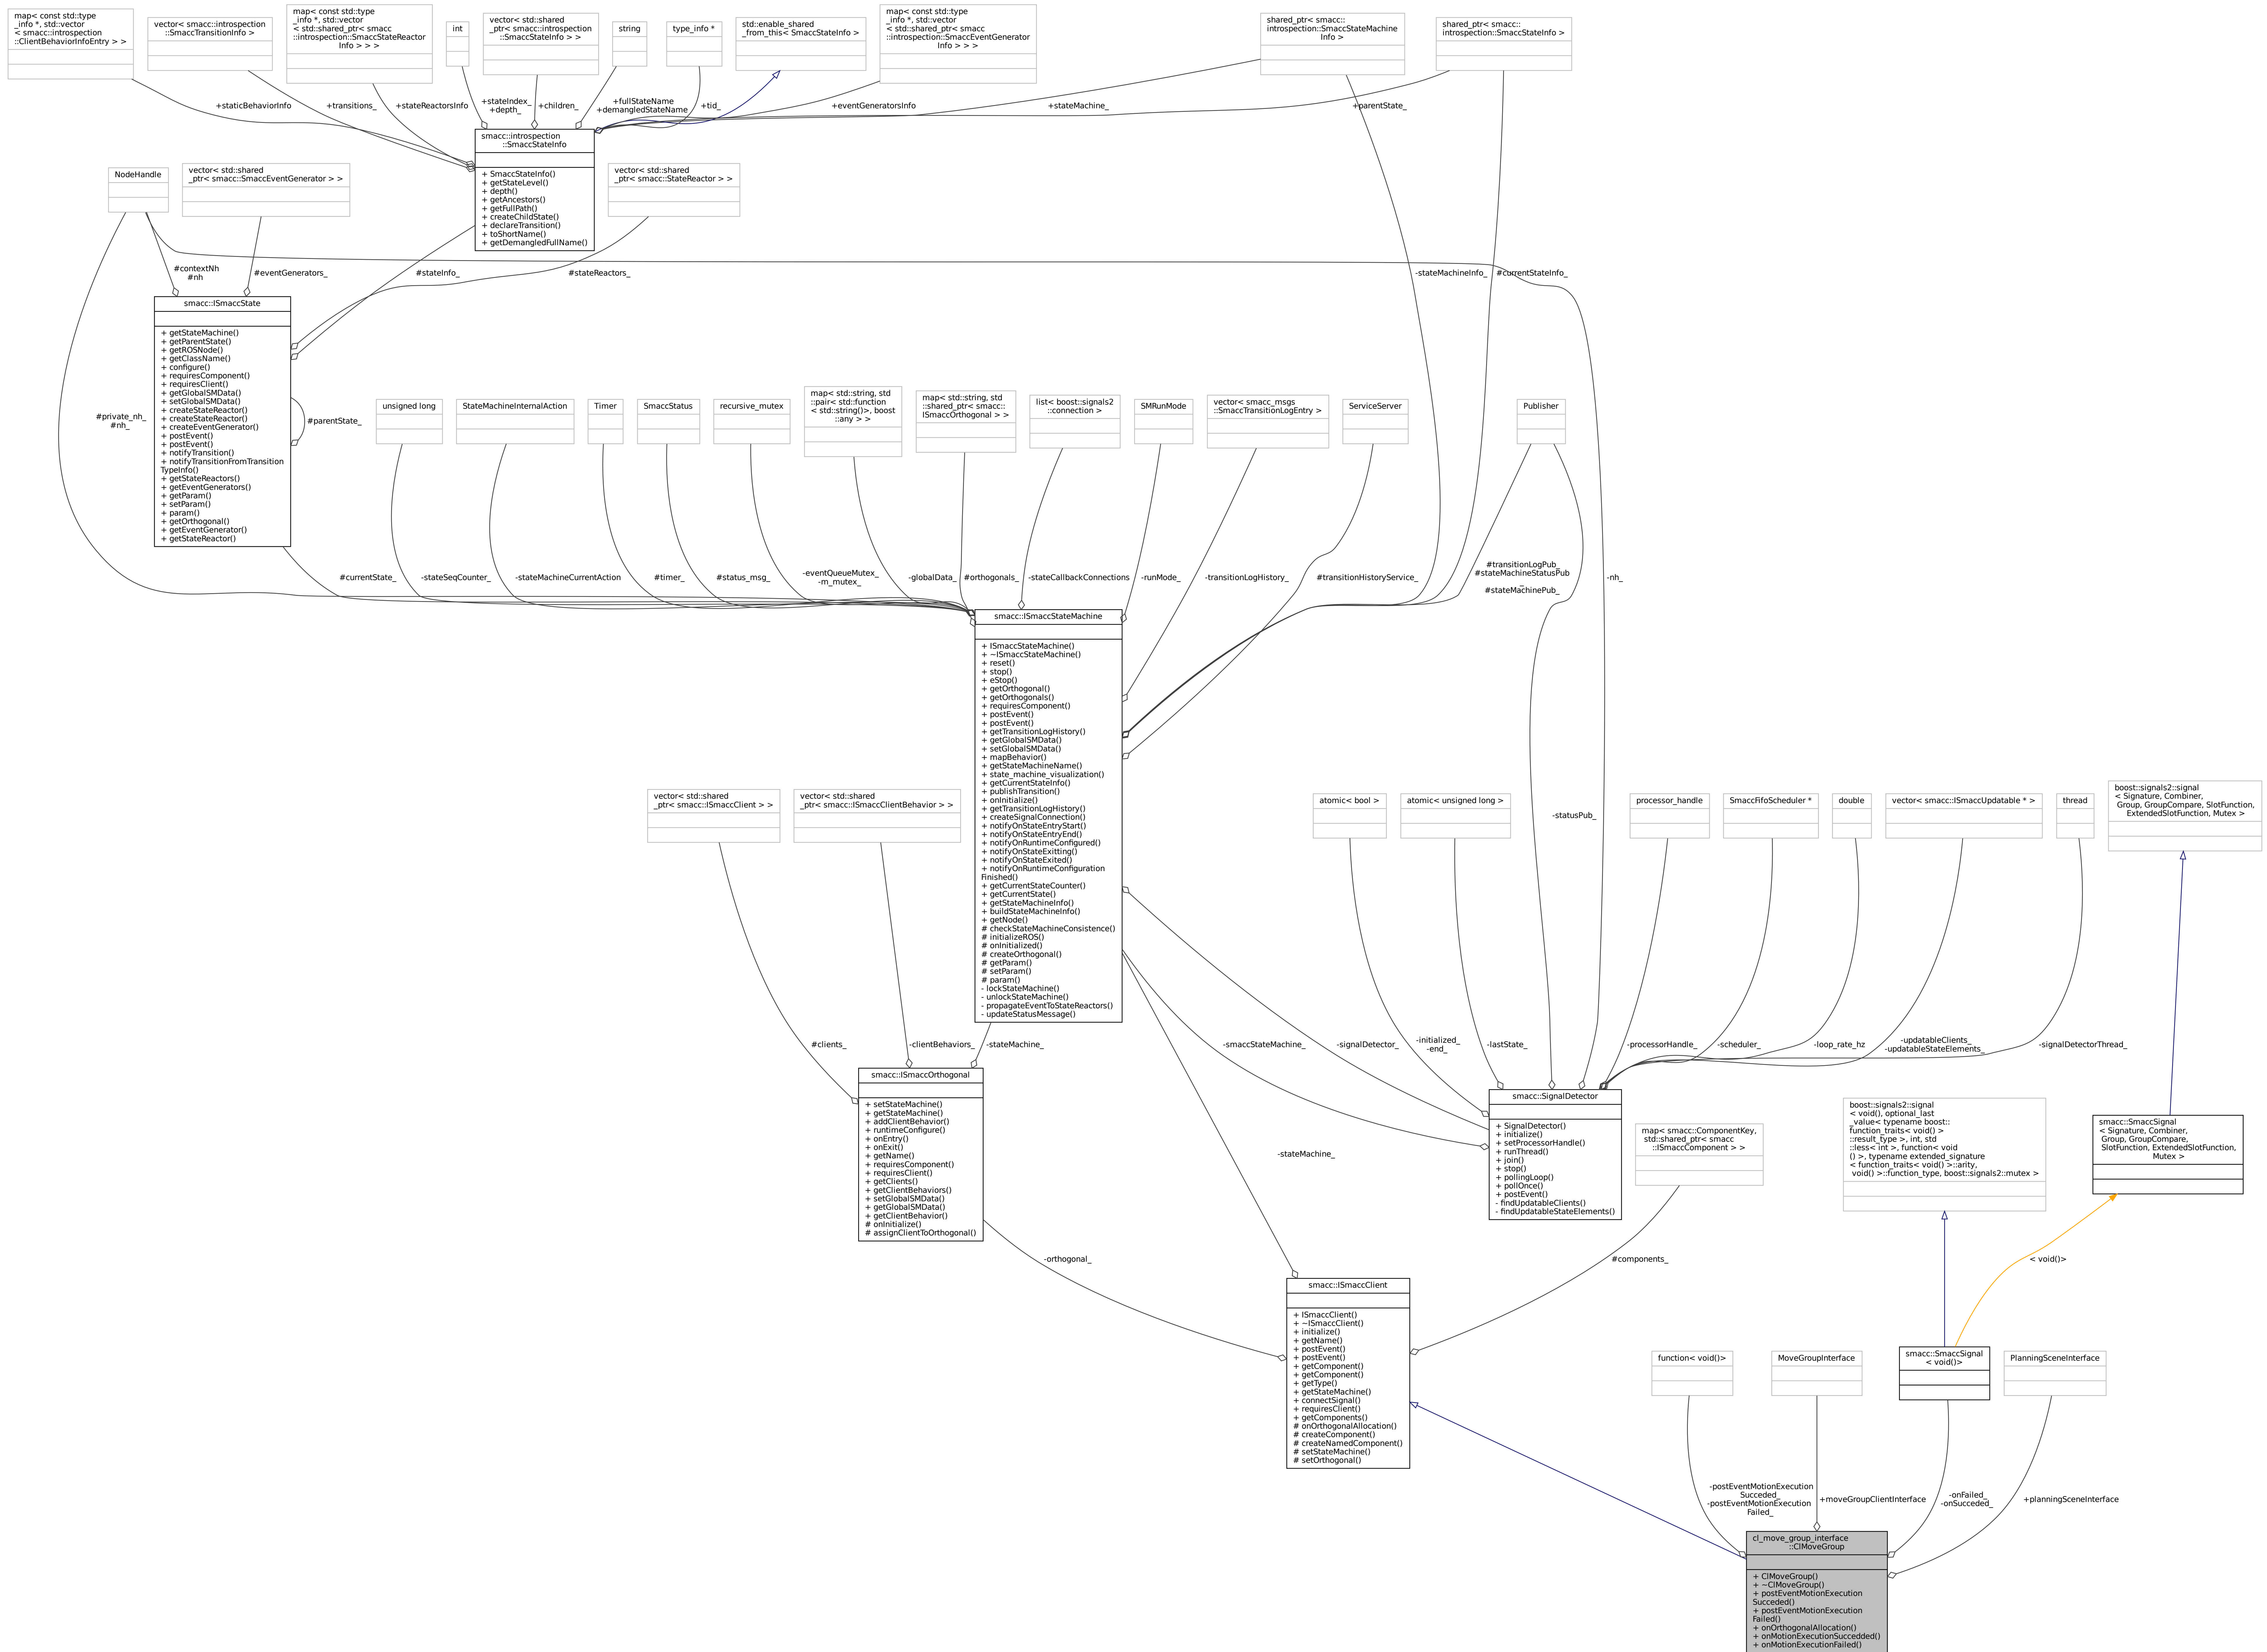 map< const std::type
_info *, std::vector
< smacc::introspection
::ClientBehaviorInfoEntry > >
vector< smacc::introspection
::SmaccTransitionInfo >
map< const std::type
_info *, std::vector
< std::shared_ptr< smacc
::introspection::SmaccStateReactor
Info > > >
int
vector< std::shared
_ptr< smacc::introspection
::SmaccStateInfo > >
string
type_info *
std::enable_shared
_from_this< SmaccStateInfo >
map< const std::type
_info *, std::vector
< std::shared_ptr< smacc
::introspection::SmaccEventGenerator
Info > > >
shared_ptr< smacc::
introspection::SmaccStateMachine
Info >
shared_ptr< smacc::
introspection::SmaccStateInfo >
+staticBehaviorInfo
+transitions_
+stateReactorsInfo
+stateIndex_
+depth_
+children_
+fullStateName
+demangledStateName
+tid_
+eventGeneratorsInfo
+stateMachine_
+parentState_
smacc::introspection
::SmaccStateInfo
+ SmaccStateInfo()
+ getStateLevel()
+ depth()
+ getAncestors()
+ getFullPath()
+ createChildState()
+ declareTransition()
+ toShortName()
+ getDemangledFullName()
NodeHandle
vector< std::shared
_ptr< smacc::SmaccEventGenerator > >
vector< std::shared
_ptr< smacc::StateReactor > >
#contextNh
#nh
#eventGenerators_
#stateInfo_
#stateReactors_
-stateMachineInfo_
#currentStateInfo_
smacc::ISmaccState
+ getStateMachine()
+ getParentState()
+ getROSNode()
+ getClassName()
+ configure()
+ requiresComponent()
+ requiresClient()
+ getGlobalSMData()
+ setGlobalSMData()
+ createStateReactor()
+ createStateReactor()
+ createEventGenerator()
+ postEvent()
+ postEvent()
+ notifyTransition()
+ notifyTransitionFromTransition
TypeInfo()
+ getStateReactors()
+ getEventGenerators()
+ getParam()
+ setParam()
+ param()
+ getOrthogonal()
+ getEventGenerator()
+ getStateReactor()
#private_nh_
#nh_
#parentState_
unsigned long
StateMachineInternalAction
Timer
SmaccStatus
recursive_mutex
map< std::string, std
::pair< std::function
< std::string()>, boost
::any > >
map< std::string, std
::shared_ptr< smacc::
ISmaccOrthogonal > >
list< boost::signals2
::connection >
SMRunMode
vector< smacc_msgs
::SmaccTransitionLogEntry >
ServiceServer
Publisher
#currentState_
-stateSeqCounter_
-stateMachineCurrentAction
#timer_
#status_msg_
-eventQueueMutex_
-m_mutex_
-globalData_
#orthogonals_
-stateCallbackConnections
-runMode_
-transitionLogHistory_
#transitionHistoryService_
#transitionLogPub_
#stateMachineStatusPub
_
#stateMachinePub_
-nh_
smacc::ISmaccStateMachine
+ ISmaccStateMachine()
+ ~ISmaccStateMachine()
+ reset()
+ stop()
+ eStop()
+ getOrthogonal()
+ getOrthogonals()
+ requiresComponent()
+ postEvent()
+ postEvent()
+ getTransitionLogHistory()
+ getGlobalSMData()
+ setGlobalSMData()
+ mapBehavior()
+ getStateMachineName()
+ state_machine_visualization()
+ getCurrentStateInfo()
+ publishTransition()
+ onInitialize()
+ getTransitionLogHistory()
+ createSignalConnection()
+ notifyOnStateEntryStart()
+ notifyOnStateEntryEnd()
+ notifyOnRuntimeConfigured()
+ notifyOnStateExitting()
+ notifyOnStateExited()
+ notifyOnRuntimeConfiguration
Finished()
+ getCurrentStateCounter()
+ getCurrentState()
+ getStateMachineInfo()
+ buildStateMachineInfo()
+ getNode()
# checkStateMachineConsistence()
# initializeROS()
# onInitialized()
# createOrthogonal()
# getParam()
# setParam()
# param()
- lockStateMachine()
- unlockStateMachine()
- propagateEventToStateReactors()
- updateStatusMessage()
vector< std::shared
_ptr< smacc::ISmaccClient > >
vector< std::shared
_ptr< smacc::ISmaccClientBehavior > >
atomic< bool >
atomic< unsigned long >
-statusPub_
processor_handle
SmaccFifoScheduler *
double
vector< smacc::ISmaccUpdatable * >
thread
boost::signals2::signal
< Signature, Combiner,
Group, GroupCompare, SlotFunction,
ExtendedSlotFunction, Mutex >
#clients_
-clientBehaviors_
-stateMachine_
-smaccStateMachine_
-signalDetector_
-initialized_
-end_
-lastState_
-processorHandle_
-scheduler_
-loop_rate_hz
-updatableClients_
-updatableStateElements_
-signalDetectorThread_
smacc::ISmaccOrthogonal
+ setStateMachine()
+ getStateMachine()
+ addClientBehavior()
+ runtimeConfigure()
+ onEntry()
+ onExit()
+ getName()
+ requiresComponent()
+ requiresClient()
+ getClients()
+ getClientBehaviors()
+ setGlobalSMData()
+ getGlobalSMData()
+ getClientBehavior()
# onInitialize()
# assignClientToOrthogonal()
smacc::SignalDetector
+ SignalDetector()
+ initialize()
+ setProcessorHandle()
+ runThread()
+ join()
+ stop()
+ pollingLoop()
+ pollOnce()
+ postEvent()
- findUpdatableClients()
- findUpdatableStateElements()
map< smacc::ComponentKey,
std::shared_ptr< smacc
::ISmaccComponent > >
boost::signals2::signal
< void(), optional_last
_value< typename boost::
function_traits< void() >
::result_type >, int, std
::less< int >, function< void
() >, typename extended_signature
< function_traits< void() >::arity,
void() >::function_type, boost::signals2::mutex >
smacc::SmaccSignal
< Signature, Combiner,
Group, GroupCompare,
SlotFunction, ExtendedSlotFunction,
Mutex >
-stateMachine_
-orthogonal_
#components_
< void()>
smacc::ISmaccClient
+ ISmaccClient()
+ ~ISmaccClient()
+ initialize()
+ getName()
+ postEvent()
+ postEvent()
+ getComponent()
+ getComponent()
+ getType()
+ getStateMachine()
+ connectSignal()
+ requiresClient()
+ getComponents()
# onOrthogonalAllocation()
# createComponent()
# createNamedComponent()
# setStateMachine()
# setOrthogonal()
function< void()>
MoveGroupInterface
smacc::SmaccSignal
< void()>
PlanningSceneInterface
-postEventMotionExecution
Succeded_
-postEventMotionExecution
Failed_
+moveGroupClientInterface
-onFailed_
-onSucceded_
+planningSceneInterface
cl_move_group_interface
::ClMoveGroup
+ ClMoveGroup()
+ ~ClMoveGroup()
+ postEventMotionExecution
Succeded()
+ postEventMotionExecution
Failed()
+ onOrthogonalAllocation()
+ onMotionExecutionSuccedded()
+ onMotionExecutionFailed()